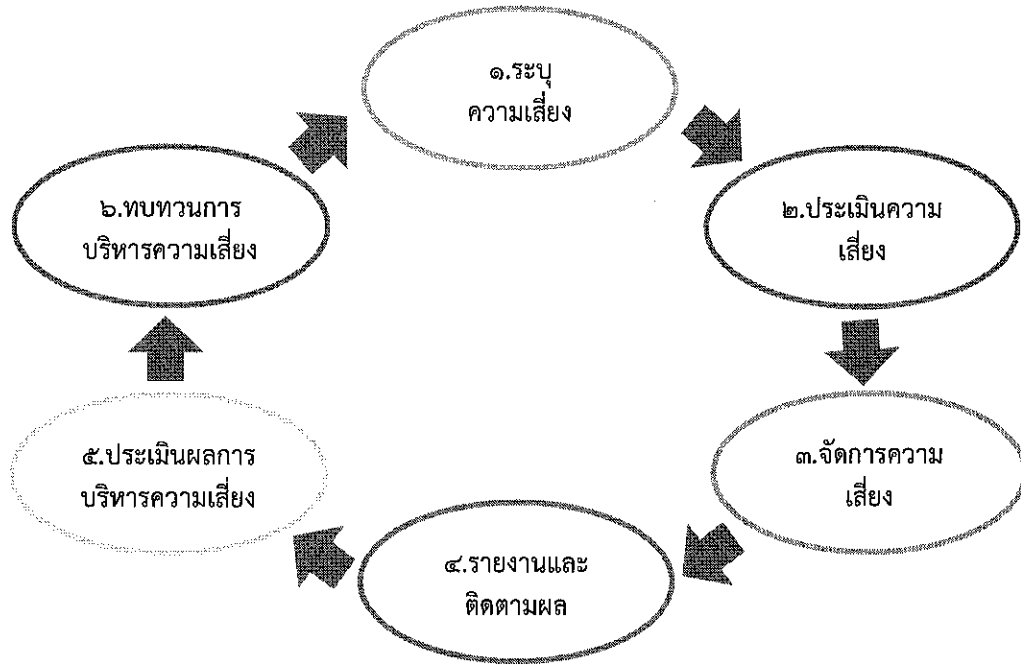 ๑.ระบุ
ความเสี่ยง
๒.ประเมินความ
เสี่ยง
๓.จัดการความ
เสี่ยง
๔.รายงานและ
ติดตามผล
๕.ประเมินผลการ
บริหารความเสี่ยง
๖.ทบทวนการ
บริหารความเสี่ยง